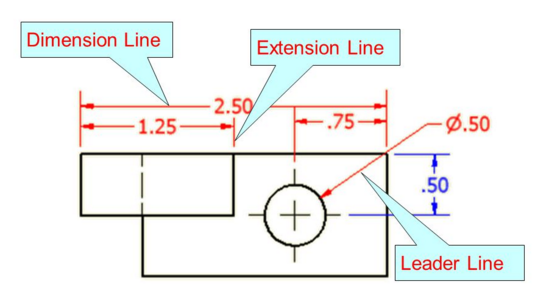 Dimension Line
Extension Line
2.50
1.25
.75
Ø.50
.50
Leader Line